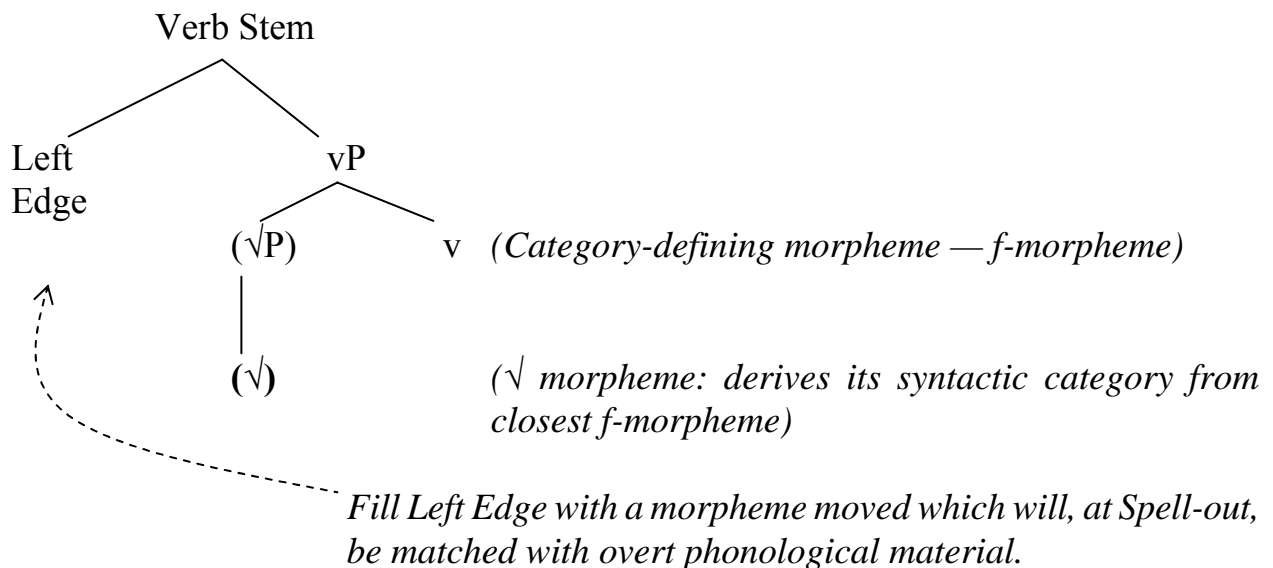 Verb Stem
Left
Edge
vP
(√P)
v
(Category-defining morpheme — f-morpheme)
(√)
(√ morpheme: derives its syntactic category from
closest f-morpheme)
Fill Left Edge with a morpheme moved which will, at Spell-out,
be matched with overt phonological material.